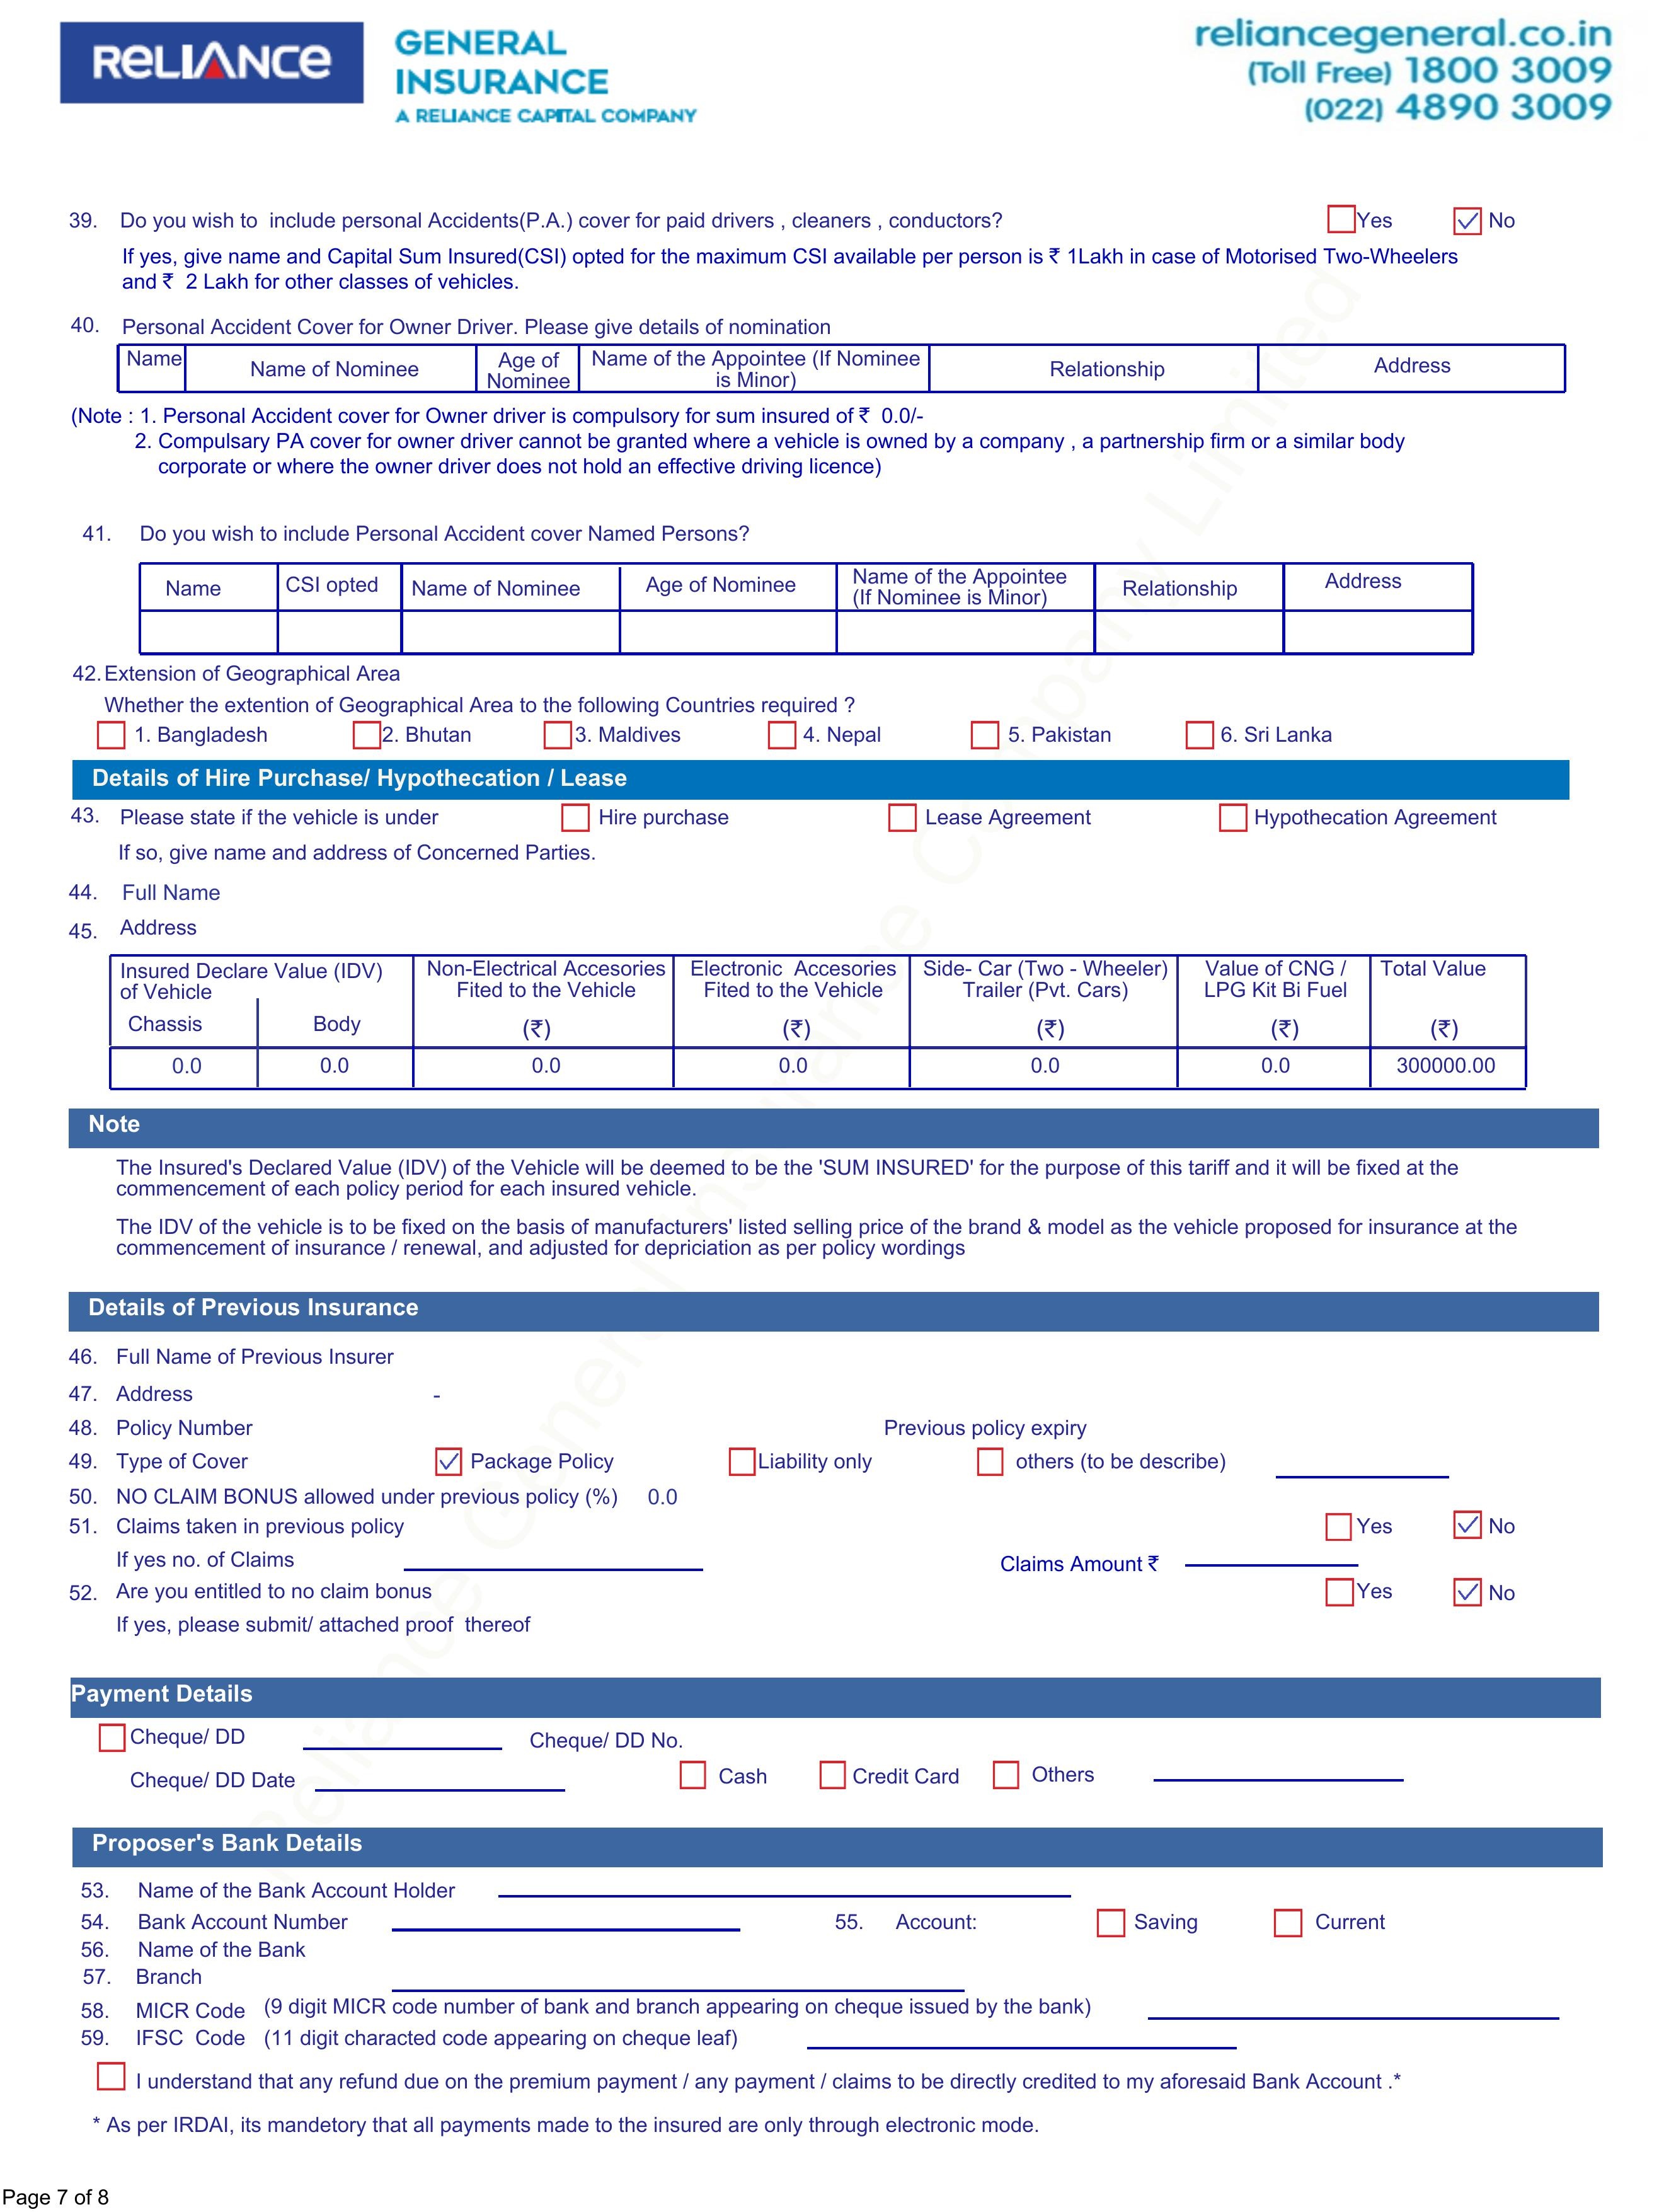 RELIANCE
GENERAL
INSURANCE
A RELIANCE CAPITAL COMPANY
reliancegeneral.co.in
(Toll Free) 1800 3009
(022) 4890 3009
39. Do you wish to include personal Accidents(P.A.) cover for paid drivers , cleaners , conductors? Yes No
If yes, give name and Capital Sum Insured(CSI) opted for the maximum CSI available per person is ₹ 1Lakh in case of Motorised Two-Wheelers
and ₹ 2 Lakh for other classes of vehicles.
40. Personal Accident Cover for Owner Driver. Please give details of nomination
Name Name of Nominee Age of Nominee Name of the Appointee (If Nominee is Minor) Relationship Address
(Note : 1. Personal Accident cover for Owner driver is compulsory for sum insured of ₹ 0.0/-
2. Compulsary PA cover for owner driver cannot be granted where a vehicle is owned by a company , a partnership firm or a similar body
corporate or where the owner driver does not hold an effective driving licence)
41. Do you wish to include Personal Accident cover Named Persons?
Name CSI opted Name of Nominee Age of Nominee Name of the Appointee (If Nominee is Minor) Relationship Address
42. Extension of Geographical Area
Whether the extention of Geographical Area to the following Countries required ?
1. Bangladesh 2. Bhutan 3. Maldives 4. Nepal 5. Pakistan 6. Sri Lanka
Details of Hire Purchase/ Hypothecation / Lease
43. Please state if the vehicle is under Hire purchase Lease Agreement Hypothecation Agreement
If so, give name and address of Concerned Parties.
44. Full Name
45. Address
Insured Declare Value (IDV) Non-Electrical Accesories Electronic Accesories Side- Car (Two - Wheeler) Value of CNG / Total Value
of Vehicle Fited to the Vehicle Fited to the Vehicle Trailer (Pvt. Cars) LPG Kit Bi Fuel
Chassis Body (₹) (₹) (₹) (₹) (₹)
0.0 0.0 0.0 0.0 0.0 0.0 300000.00
Note
The Insured's Declared Value (IDV) of the Vehicle will be deemed to be the 'SUM INSURED' for the purpose of this tariff and it will be fixed at the
commencement of each policy period for each insured vehicle.
The IDV of the vehicle is to be fixed on the basis of manufacturers' listed selling price of the brand & model as the vehicle proposed for insurance at the
commencement of insurance / renewal, and adjusted for depriciation as per policy wordings
Details of Previous Insurance
46. Full Name of Previous Insurer
47. Address -
48. Policy Number Previous policy expiry
49. Type of Cover Package Policy Liability only others (to be describe)
50. NO CLAIM BONUS allowed under previous policy (%) 0.0
51. Claims taken in previous policy Yes No
If yes no. of Claims Claims Amount ₹
52. Are you entitled to no claim bonus Yes No
If yes, please submit/ attached proof thereof
Payment Details
Cheque/ DD Cheque/ DD No.
Cheque/ DD Date Cash Credit Card Others
Proposer's Bank Details
53. Name of the Bank Account Holder
54. Bank Account Number 55. Account: Saving Current
56. Name of the Bank
57. Branch
58. MICR Code (9 digit MICR code number of bank and branch appearing on cheque issued by the bank)
59. IFSC Code (11 digit characted code appearing on cheque leaf)
I understand that any refund due on the premium payment / any payment / claims to be directly credited to my aforesaid Bank Account .*
* As per IRDAI, its mandetory that all payments made to the insured are only through electronic mode.
Page 7 of 8
Reliance General Insurance Company Limited